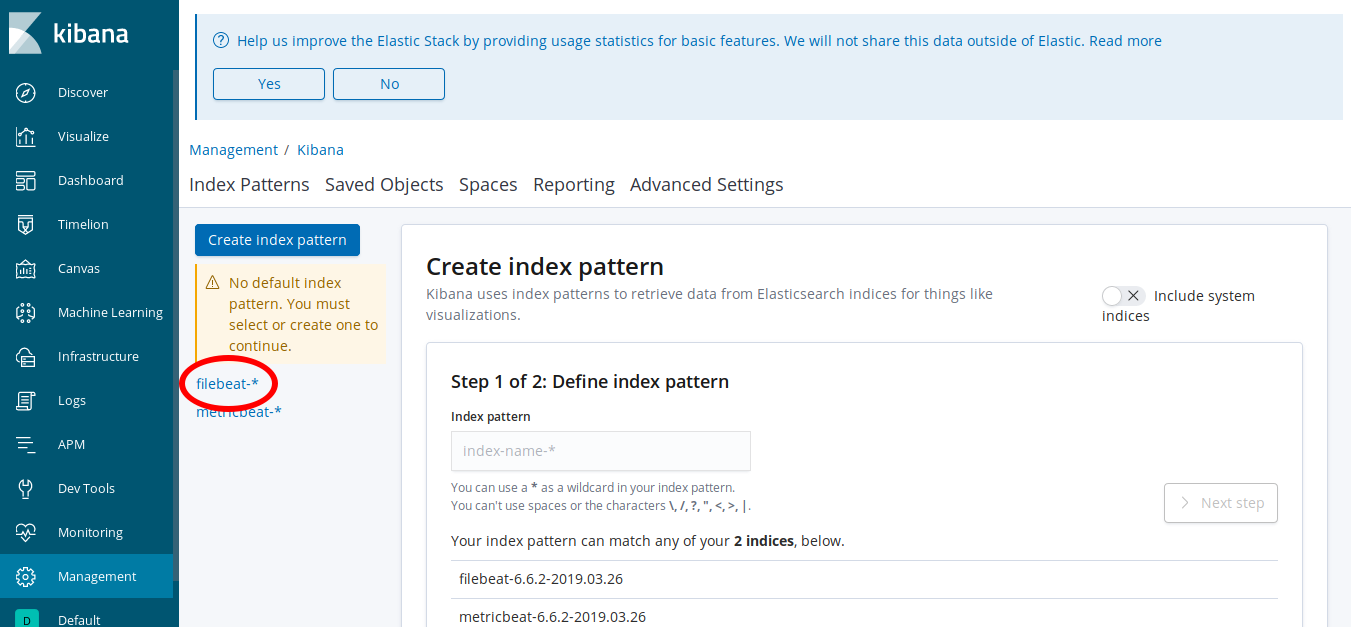 kibana
Discover
Visualize
Dashboard
Timelion
Canvas
Machine Learning
Infrastructure
Logs
APM
Dev Tools
Monitoring
Management
D Default
Help us improve the Elastic Stack by providing usage statistics for basic features. We will not share this data outside of Elastic. Read more
Yes No
Management / Kibana
Index Patterns Saved Objects Spaces Reporting Advanced Settings
Create index pattern
No default index
pattern. You must
select or create one to
continue.
filebeat-*
metricbeat-*
Create index pattern
Kibana uses index patterns to retrieve data from Elasticsearch indices for things like
visualizations.
Include system
indices
Step 1 of 2: Define index pattern
Index pattern
index-name-*
You can use a * as a wildcard in your index pattern.
You can't use spaces or the characters \, /, ?, ", <, >, |.
Next step
Your index pattern can match any of your 2 indices, below.
filebeat-6.6.2-2019.03.26
metricbeat-6.6.2-2019.03.26